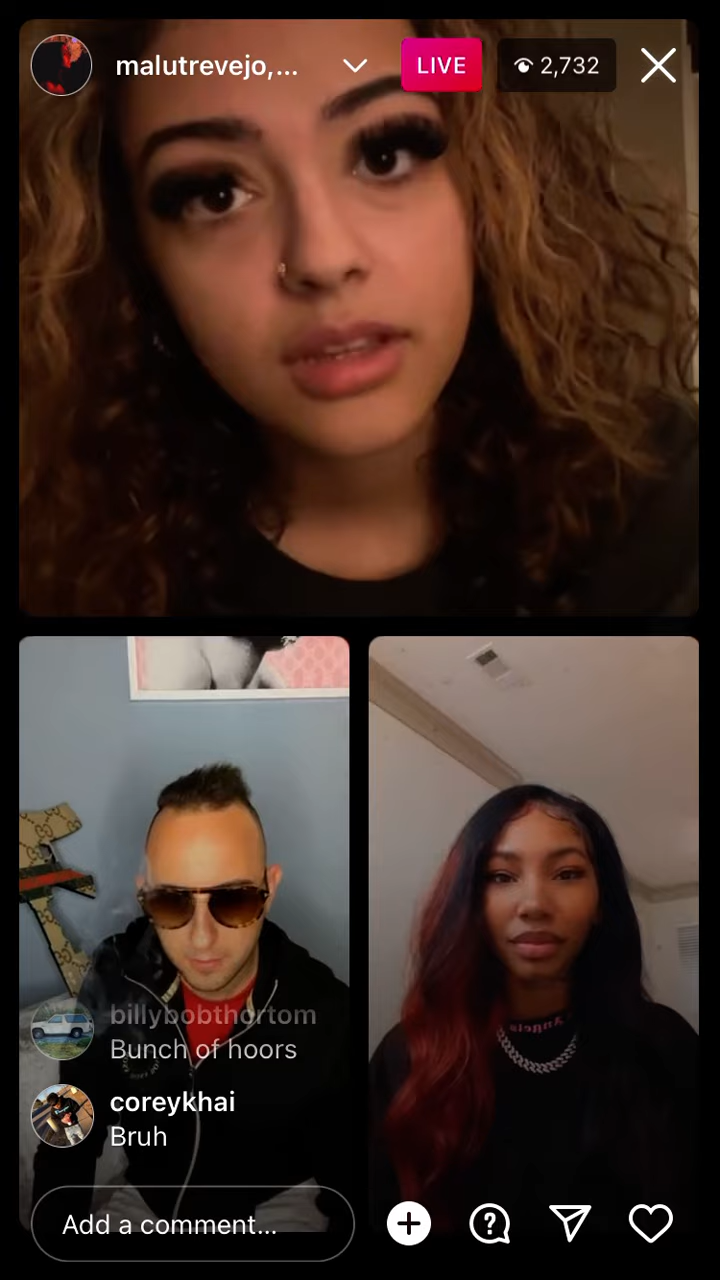 malutrevejo,...
LIVE
2,732
billybobthortom
Bunch of hoors
coreykhai
Bruh
Add a comment...